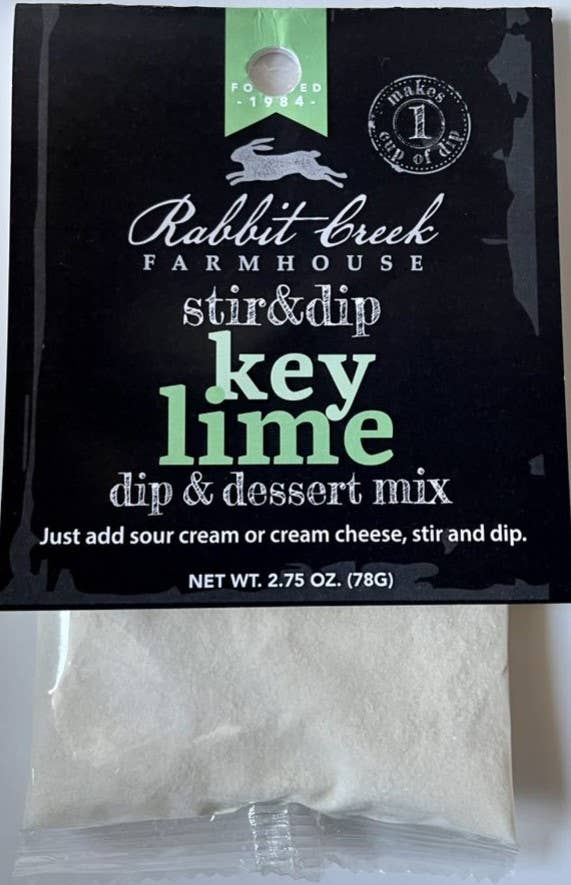 - 1984 -
makes
1
cup of dip
Rabbit Creek
FARMHOUSE
stir&dip
key
lime
dip & dessert mix
Just add sour cream or cream cheese, stir and dip.
NET WT. 2.75 OZ. (78G)